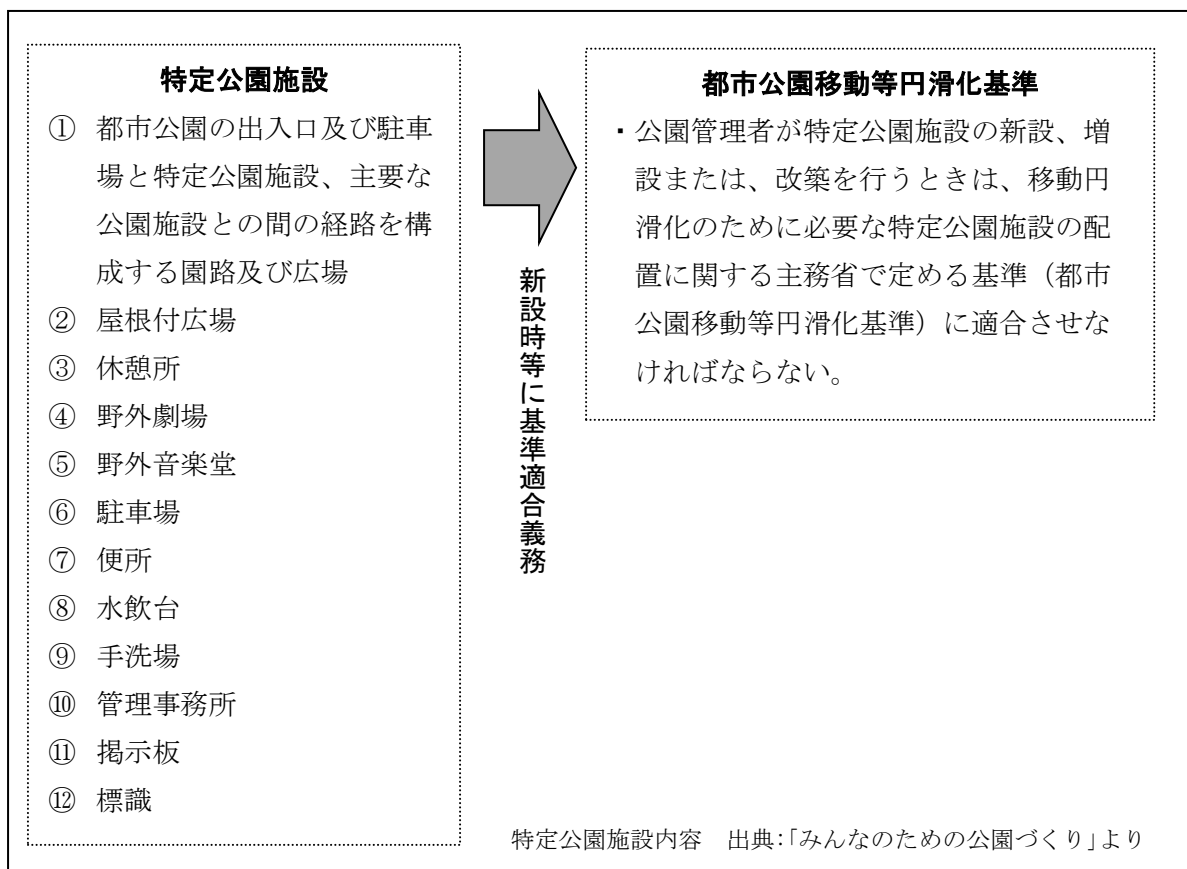 特定公園施設
① 都市公園の出入口及び駐車
場と特定公園施設、主要な
公園施設との間の経路を構
成する園路及び広場
② 屋根付広場
③ 休憩所
④ 野外劇場
⑤ 野外音楽堂
⑥ 駐車場
⑦ 便所
⑧ 水飲台
⑨ 手洗場
⑩ 管理事務所
⑪ 掲示板
⑫ 標識
新設時等に基準適合義務
都市公園移動等円滑化基準
・公園管理者が特定公園施設の新設、増
設または、改築を行うときは、移動円
滑化のために必要な特定公園施設の配
置に関する主務省で定める基準（都市
公園移動等円滑化基準）に適合させな
ければならない。
特定公園施設内容　出典：「みんなのための公園づくり」より